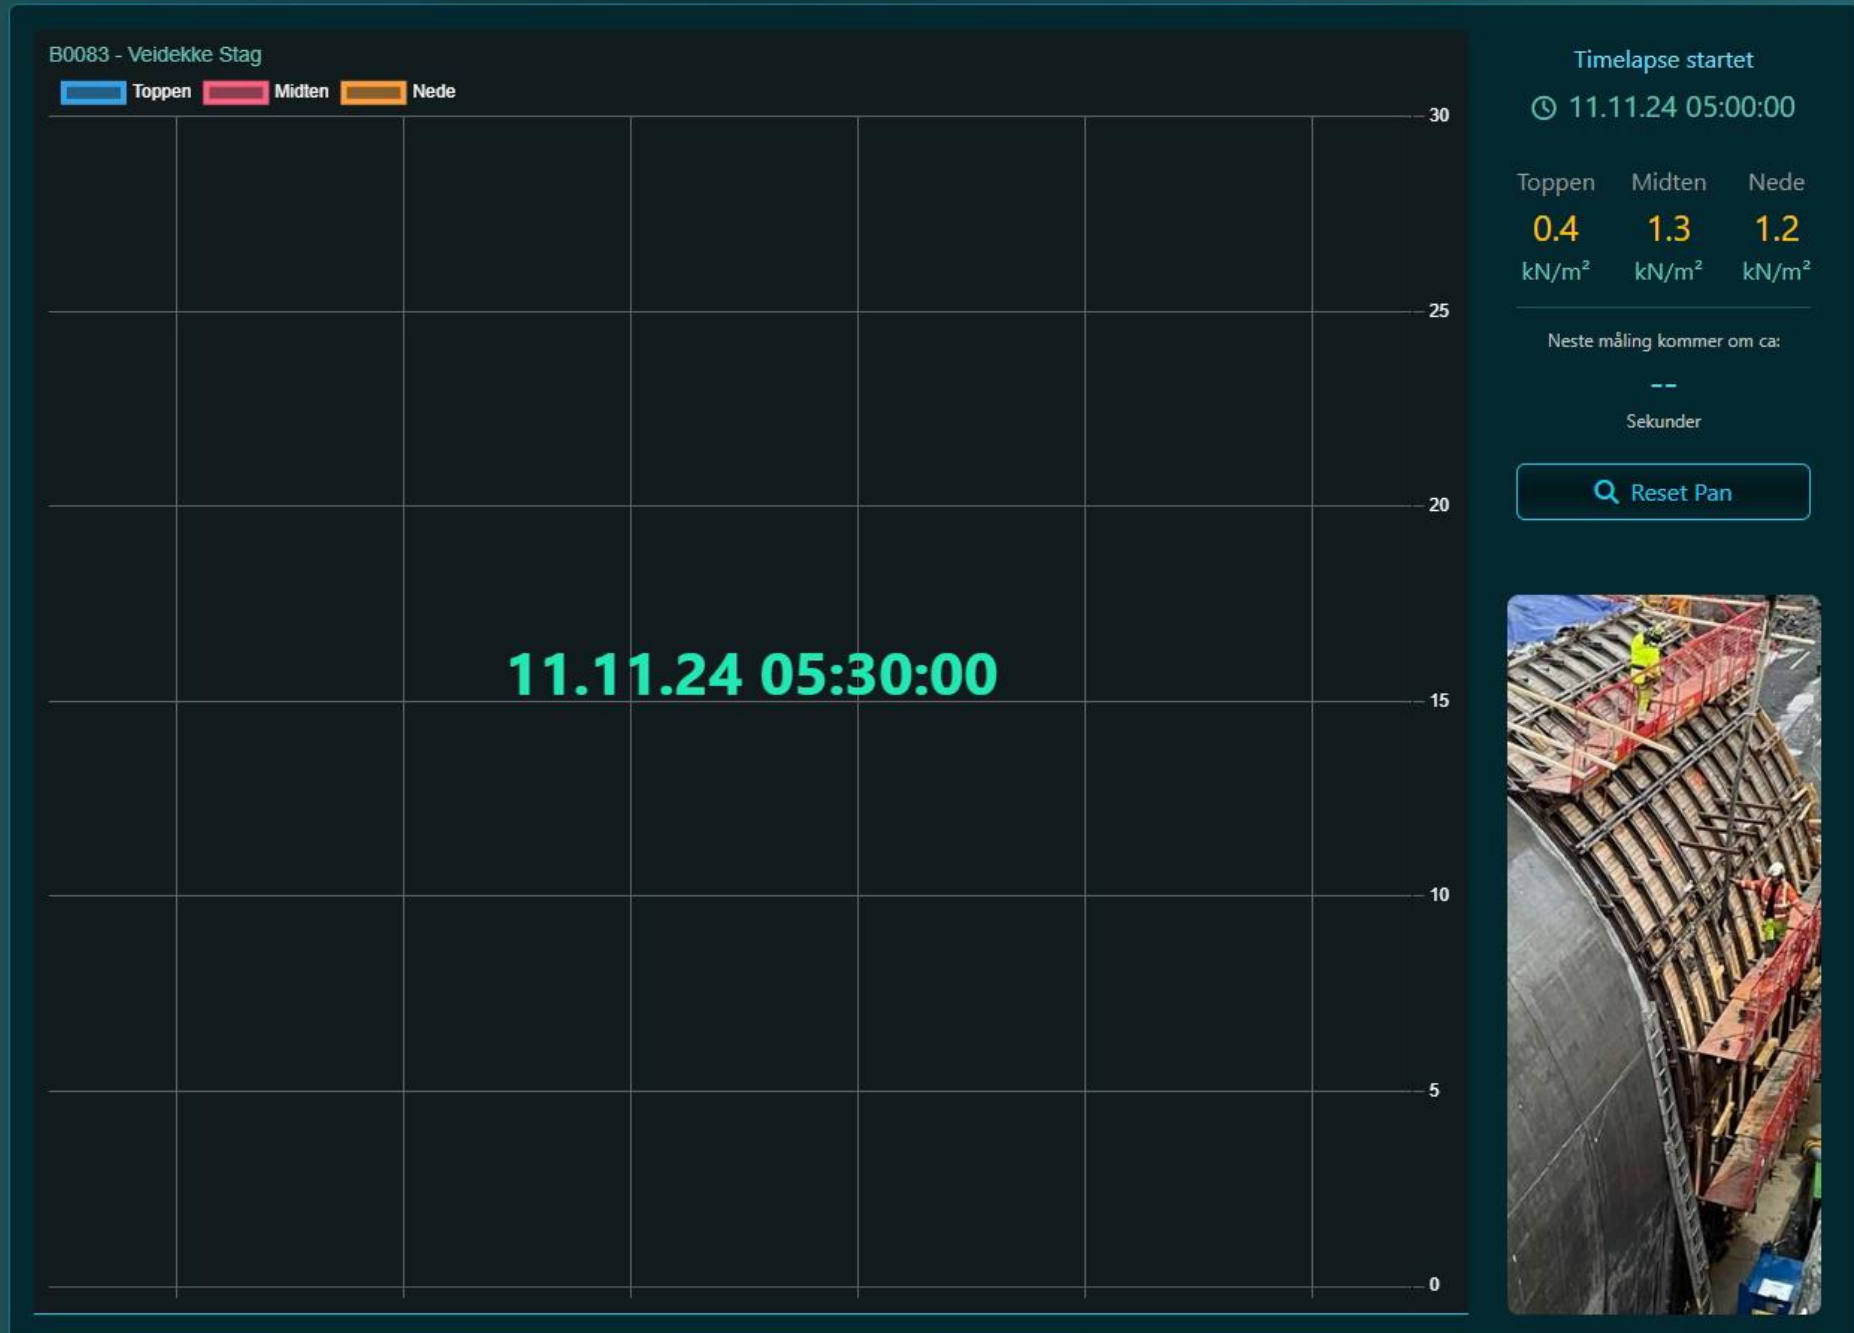 B0083 - Veidekke Stag
Toppen Midten Nede
30
25
20
15
10
5
0
11.11.24 05:30:00
Timelapse startet
11.11.24 05:00:00
Toppen Midten Nede
0.4 1.3 1.2
kN/m² kN/m² kN/m²
Neste måling kommer om ca:
--
Sekunder
Reset Pan